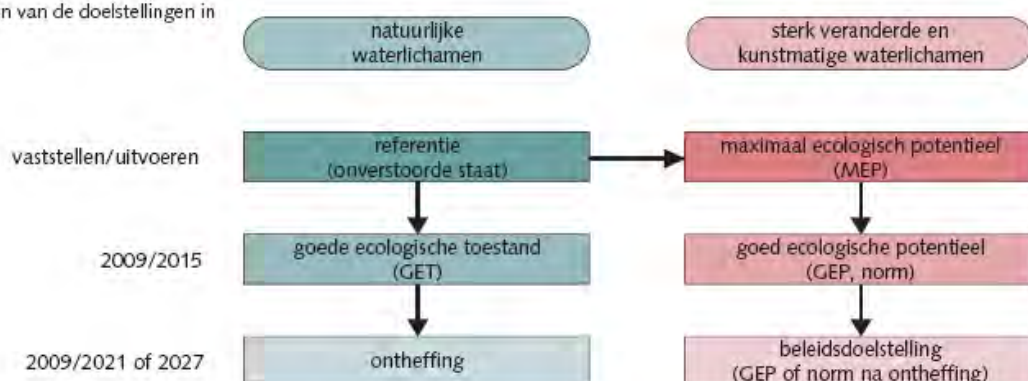 n van de doelstellingen in
natuurlijke
waterlichamen
sterk veranderde en
kunstmatige waterlichamen
vaststellen/uitvoeren
referentie
(onverstoorde staat)
maximaal ecologisch potentieel
(MEP)
2009/2015
goede ecologische toestand
(GET)
goed ecologische potentieel
(GEP, norm)
2009/2021 of 2027
ontheffing
beleidsdoelstelling
(GEP of norm na ontheffing)